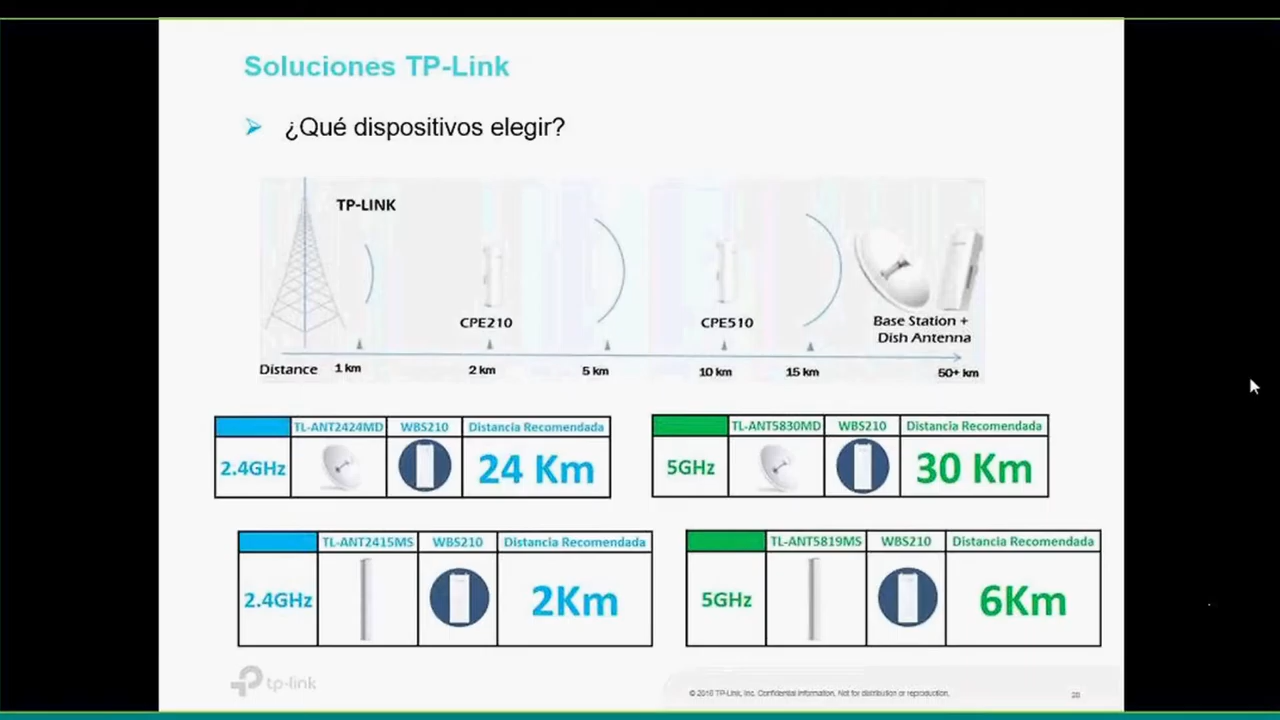 Soluciones TP-Link
¿Qué dispositivos elegir?
TP-LINK
CPE210
CPE510
Base Station +
Dish Antenna
Distance 1 km 2 km 5 km 10 km 15 km 50+ km
TL-ANT2424MD WBS210 Distancia Recomendada
2.4GHz 24 Km
TL-ANT5830MD WBS210 Distancia Recomendada
5GHz 30 Km
TL-ANT2415MS WBS210 Distancia Recomendada
2.4GHz 2Km
TL-ANT5819MS WBS210 Distancia Recomendada
5GHz 6Km
tp-link
© 2016 TP-Link, Inc. Confidential Information. Not for distribution or reproduction.